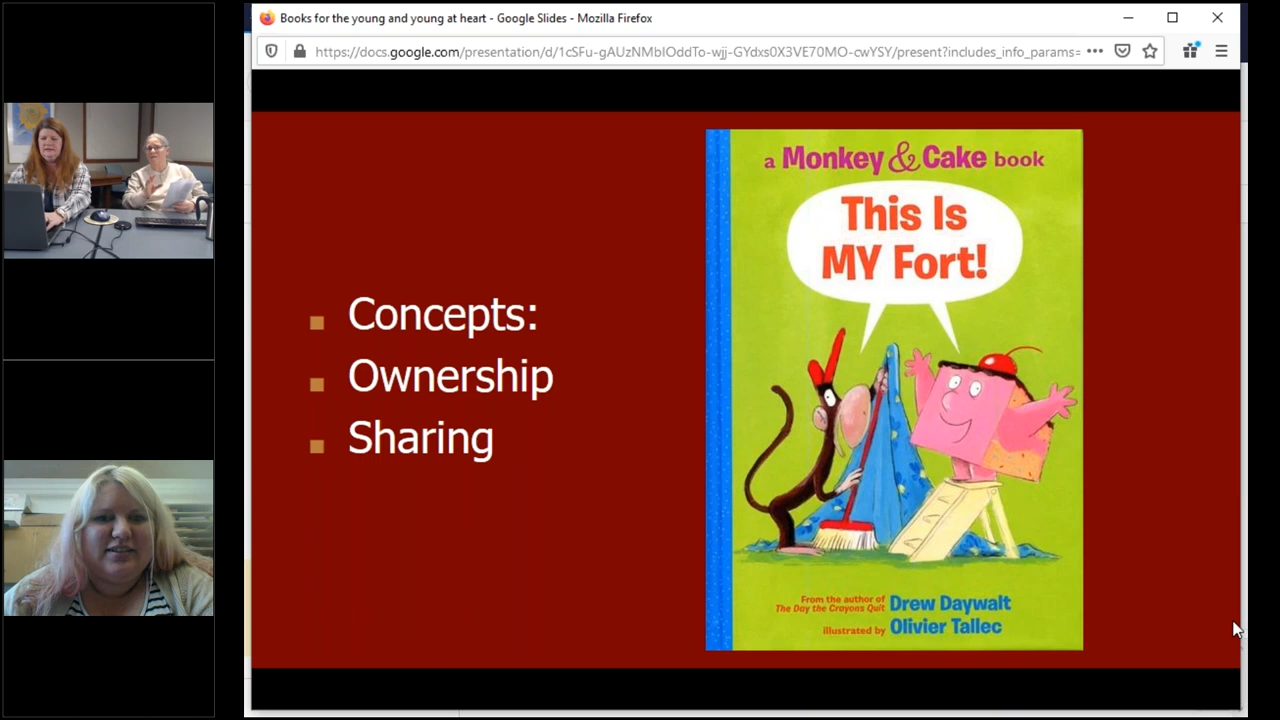 Books for the young and young at heart - Google Slides - Mozilla Firefox
https://docs.google.com/presentation/d/1cSFu-gAUzNMbIOddTo-wjj-GYdxs0X3VE70MO-cwYSY/present?includes_info_params=
Concepts:
Ownership
Sharing
a Monkey & Cake book
This Is
MY Fort!
From the author of
The Day the Crayons Quit
Drew Daywalt
illustrated by Olivier Tallec